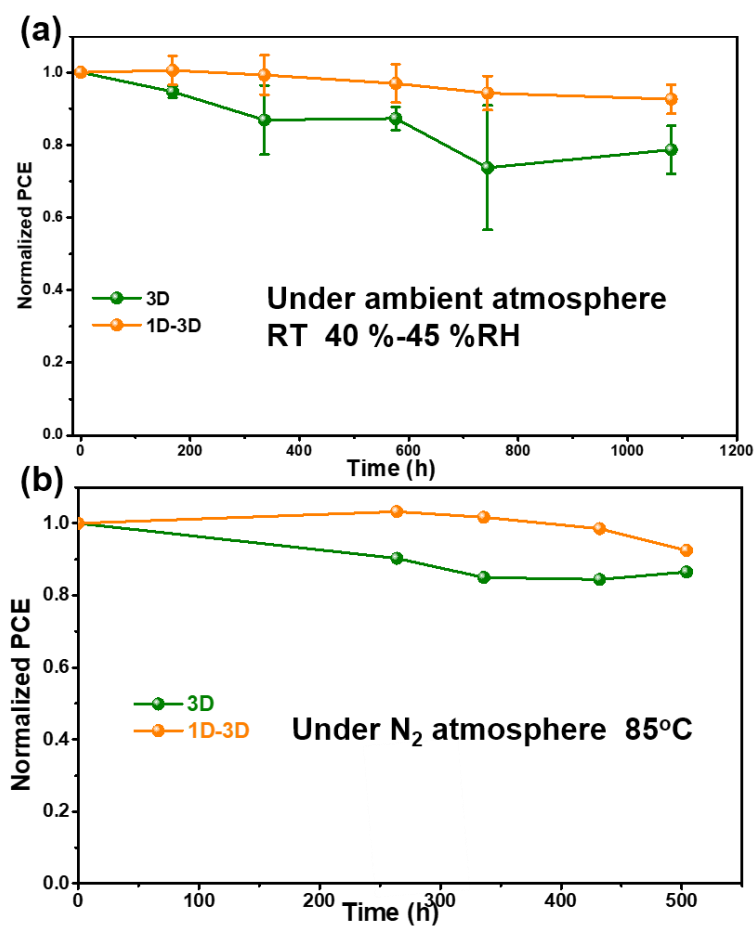 (a)
Normalized PCE
1.0
0.8
0.6
0.4
0.2
0.0
3D
1D-3D
Under ambient atmosphere
RT 40 %-45 %RH
0 200 400 600 800 1000 1200
Time (h)
(b)
Normalized PCE
1.0
0.8
0.6
0.4
0.2
0.0
3D
1D-3D
Under N₂ atmosphere 85°C
0 100 200 300 400 500
Time (h)